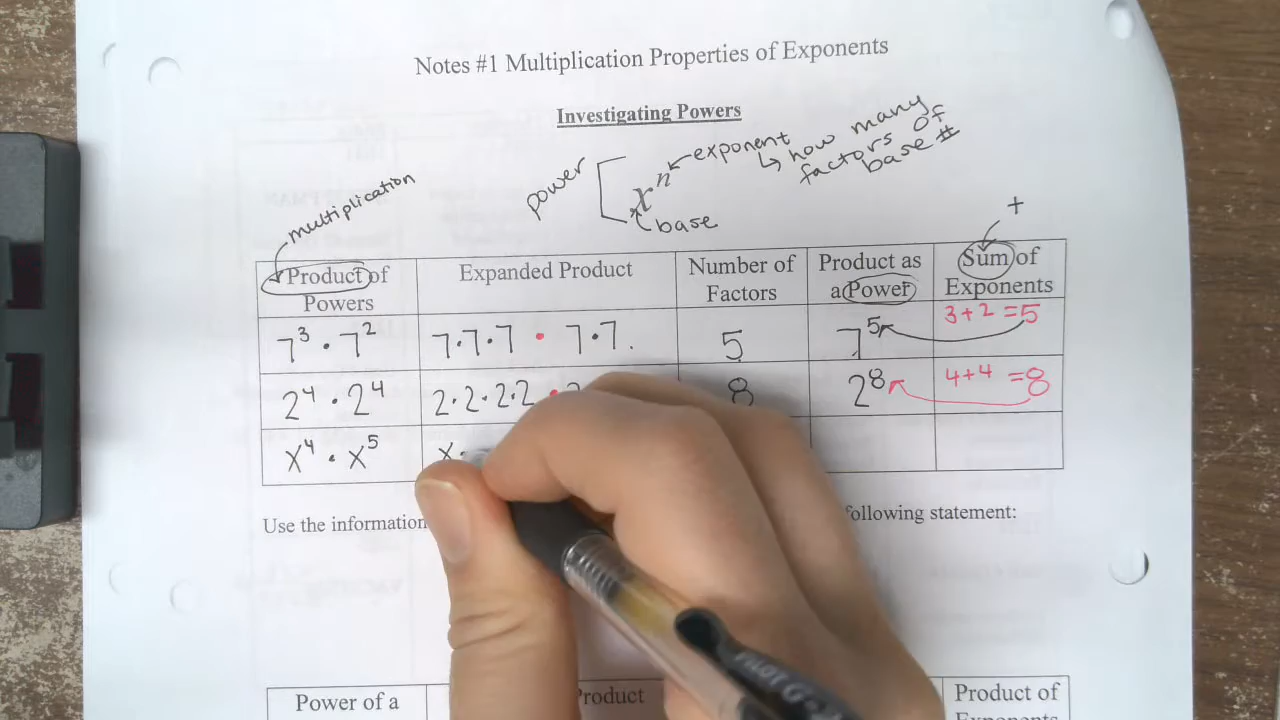 Notes #1 Multiplication Properties of Exponents
Investigating Powers
multiplication
power
x^n
exponent
how many
factors of
base #
base
+
Product of Powers
Expanded Product
Number of Factors
Product as a Power
Sum of Exponents
7^3 · 7^2
7·7·7 · 7·7
5
7^5
3+2=5
2^4 · 2^4
2·2·2·2 ·
8
2^8
4+4=8
x^4 · x^5
x·
Use the information
following statement:
Power of a
Product
Product of